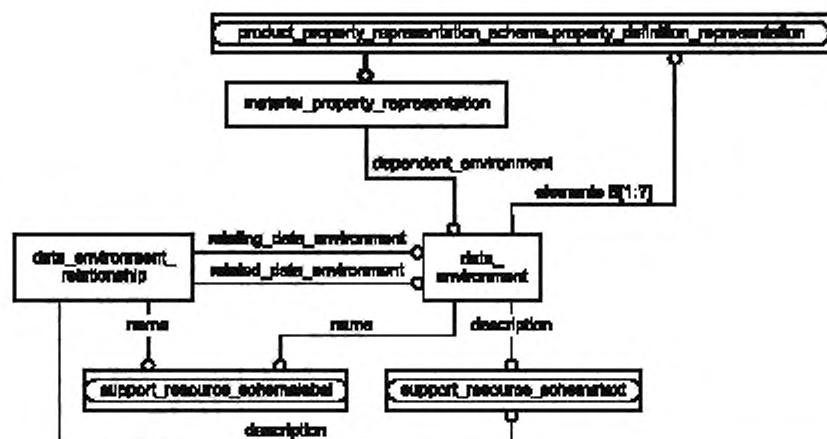 product_property_representation_schema.property_definition_representation
material_property_representation
dependent_environment
elements S[1:?]
relating_data_environment
data_environment_
relationship
data_
environment
related_data_environment
name
name
description
support_resource_schema.label
support_resource_schema.text
description